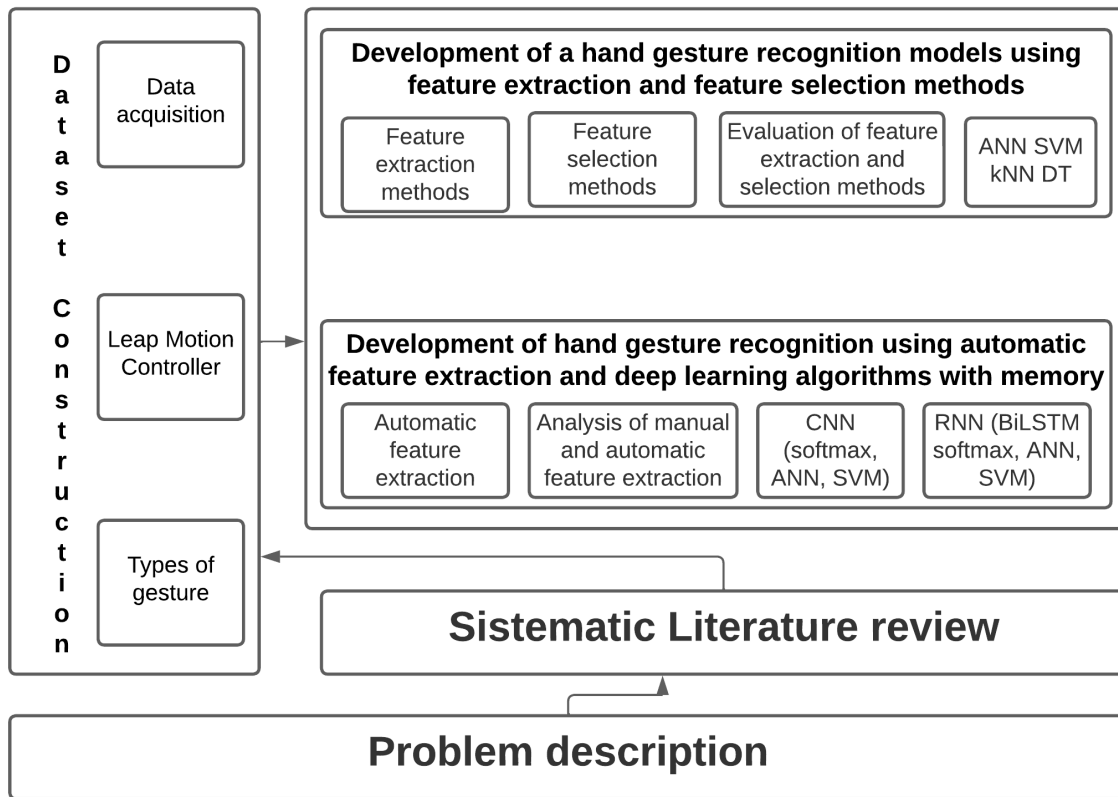 Dataset Construction
Data
acquisition
Leap Motion
Controller
Types of
gesture
Development of a hand gesture recognition models using
feature extraction and feature selection methods
Feature
extraction
methods
Feature
selection
methods
Evaluation of feature
extraction and
selection methods
ANN SVM
kNN DT
Development of hand gesture recognition using automatic
feature extraction and deep learning algorithms with memory
Automatic
feature
extraction
Analysis of manual
and automatic
feature extraction
CNN
(softmax,
ANN, SVM)
RNN (BiLSTM
softmax, ANN,
SVM)
Sistematic Literature review
Problem description